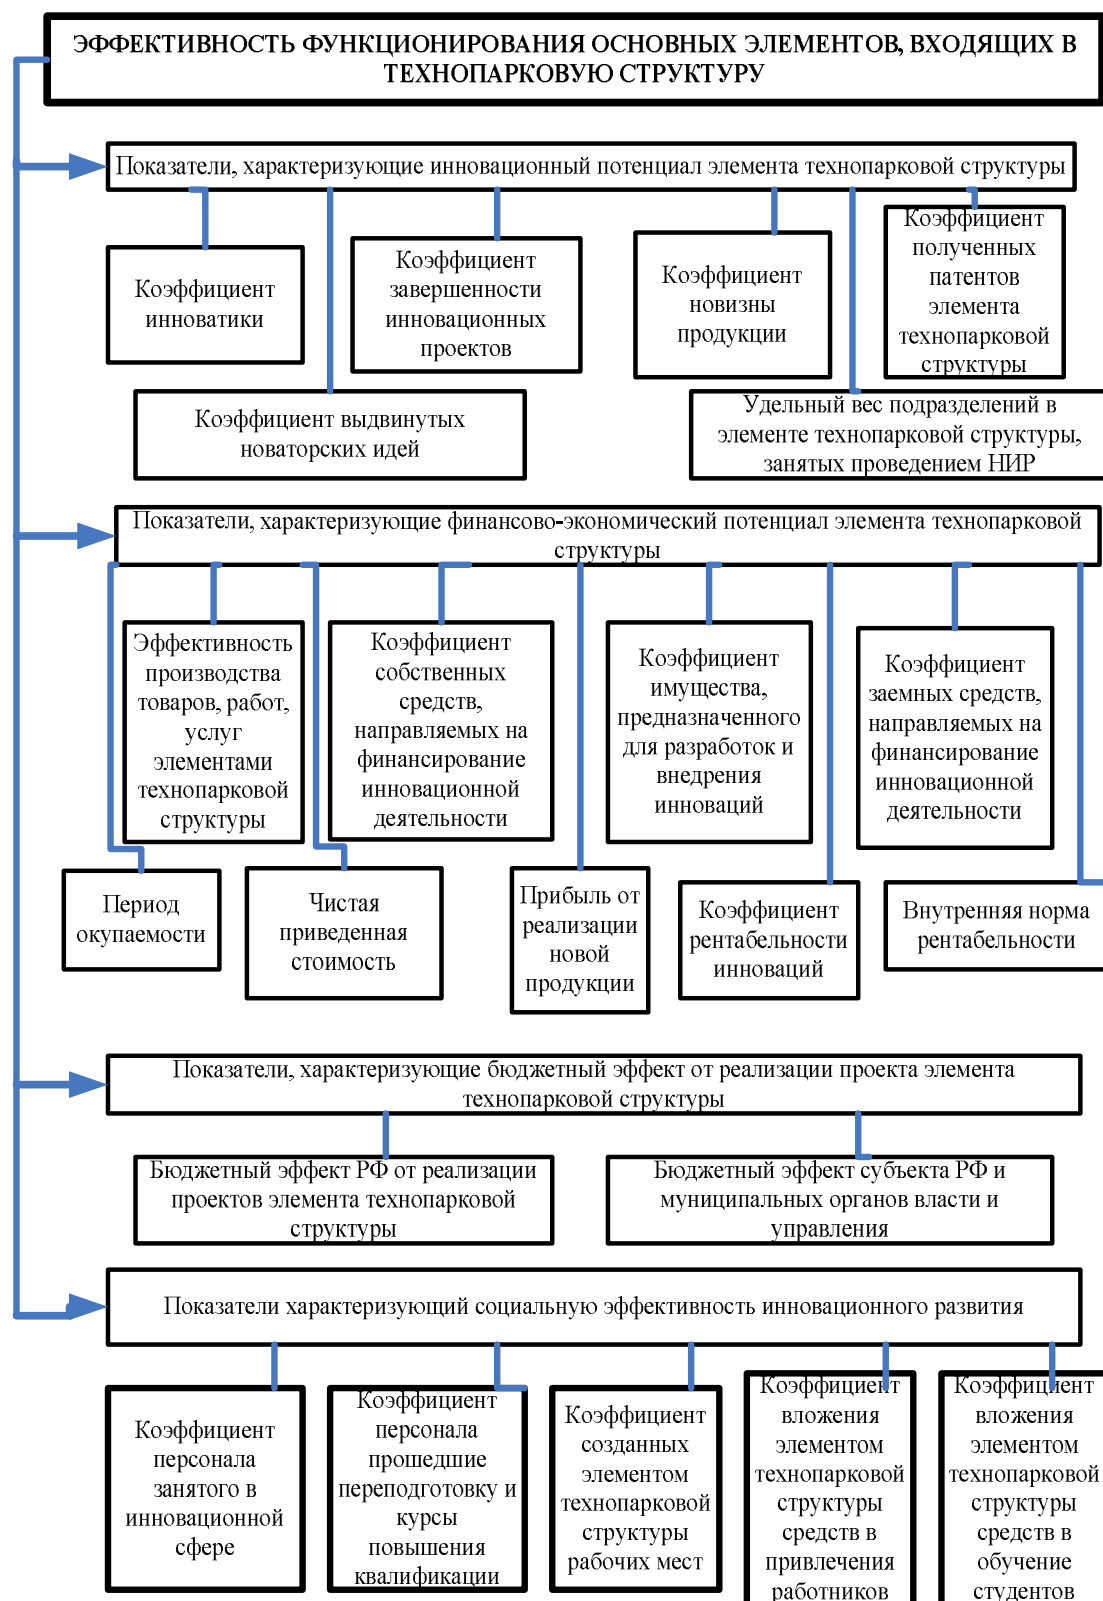 ЭФФЕКТИВНОСТЬ ФУНКЦИОНИРОВАНИЯ ОСНОВНЫХ ЭЛЕМЕНТОВ, ВХОДЯЩИХ В
ТЕХНОПАРКОВУЮ СТРУКТУРУ
Показатели, характеризующие инновационный потенциал элемента технопарковой структуры
Коэффициент
инноватики
Коэффициент
завершенности
инновационных
проектов
Коэффициент
новизны
продукции
Коэффициент
полученных
патентов
элемента
технопарковой
структуры
Коэффициент выдвинутых
новаторских идей
Удельный вес подразделений в
элементе технопарковой структуры,
занятых проведением НИР
Показатели, характеризующие финансово-экономический потенциал элемента технопарковой
структуры
Эффективность
производства
товаров, работ,
услуг
элементами
технопарковой
структуры
Коэффициент
собственных
средств,
направляемых на
финансирование
инновационной
деятельности
Коэффициент
имущества,
предназначенного
для разработок и
внедрения
инноваций
Коэффициент
заемных средств,
направляемых на
финансирование
инновационной
деятельности
Период
окупаемости
Чистая
приведенная
стоимость
Прибыль от
реализации
новой
продукции
Коэффициент
рентабельности
инноваций
Внутренняя норма
рентабельности
Показатели, характеризующие бюджетный эффект от реализации проекта элемента
технопарковой структуры
Бюджетный эффект РФ от реализации
проектов элемента технопарковой
структуры
Бюджетный эффект субъекта РФ и
муниципальных органов власти и
управления
Показатели характеризующий социальную эффективность инновационного развития
Коэффициент
персонала
занятого в
инновационной
сфере
Коэффициент
персонала
прошедшие
переподготовку и
курсы
повышения
квалификации
Коэффициент
созданных
элементом
технопарковой
структуры
рабочих мест
Коэффициент
вложения
элементом
технопарковой
структуры
средств в
привлечения
работников
Коэффициент
вложения
элементом
технопарковой
структуры
средств в
обучение
студентов